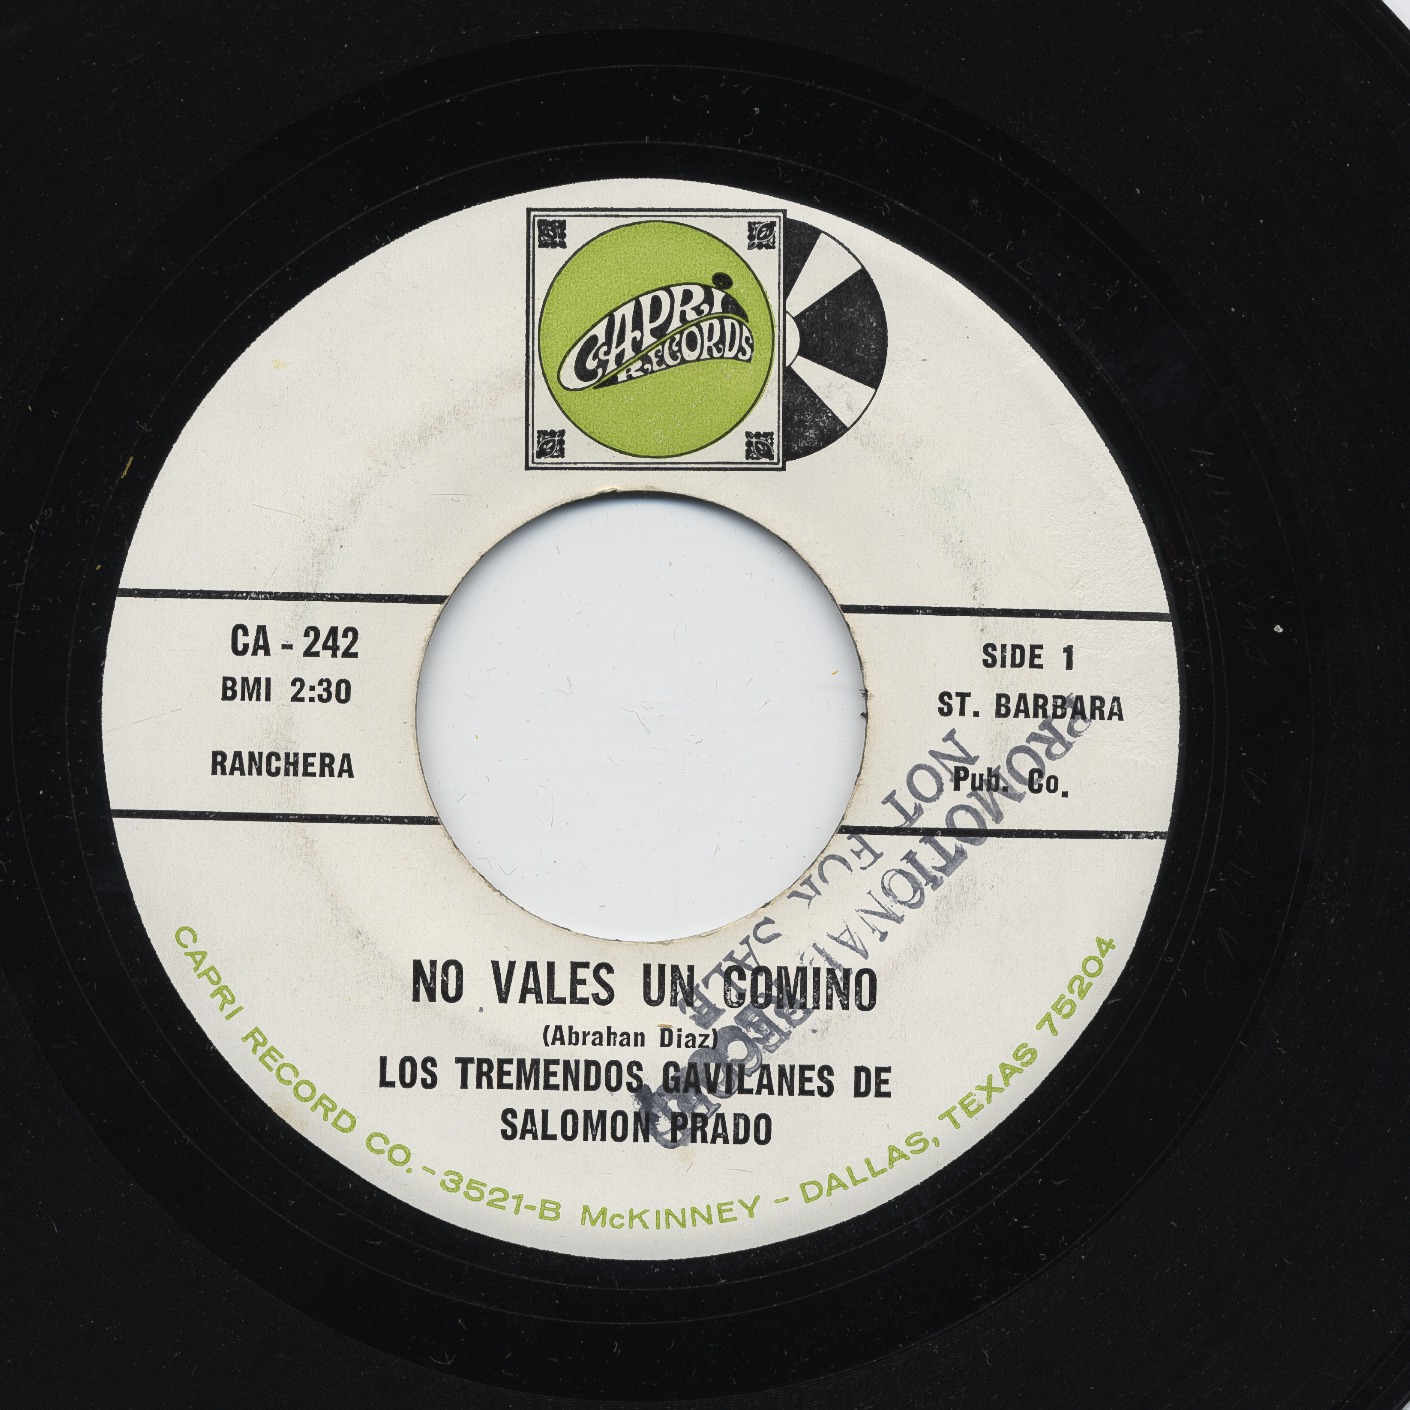 CAPRI
RECORDS
CA - 242
BMI 2:30
RANCHERA
SIDE 1
ST. BARBARA
Pub. Co.
PROMOTIONAL RECORD
NOT FOR SALE
NO VALES UN COMINO
(Abrahan Diaz)
LOS TREMENDOS GAVILANES DE
SALOMON PRADO
CAPRI RECORD CO. - 3521-B McKINNEY - DALLAS, TEXAS 75204